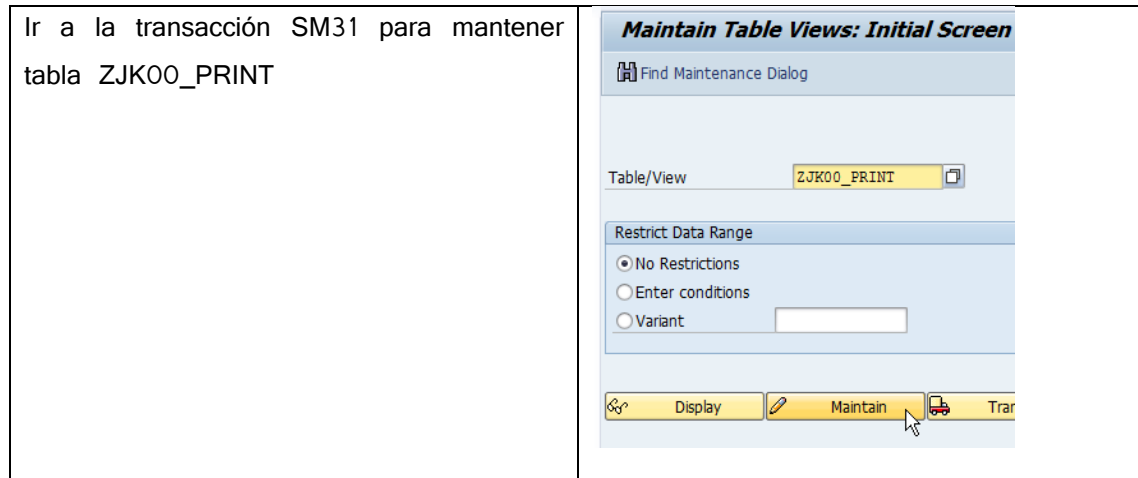 Ir a la transacción SM31 para mantener
tabla ZJK00_PRINT
Maintain Table Views: Initial Screen
Find Maintenance Dialog
Table/View ZJK00_PRINT
Restrict Data Range
No Restrictions
Enter conditions
Variant
Display Maintain Tran